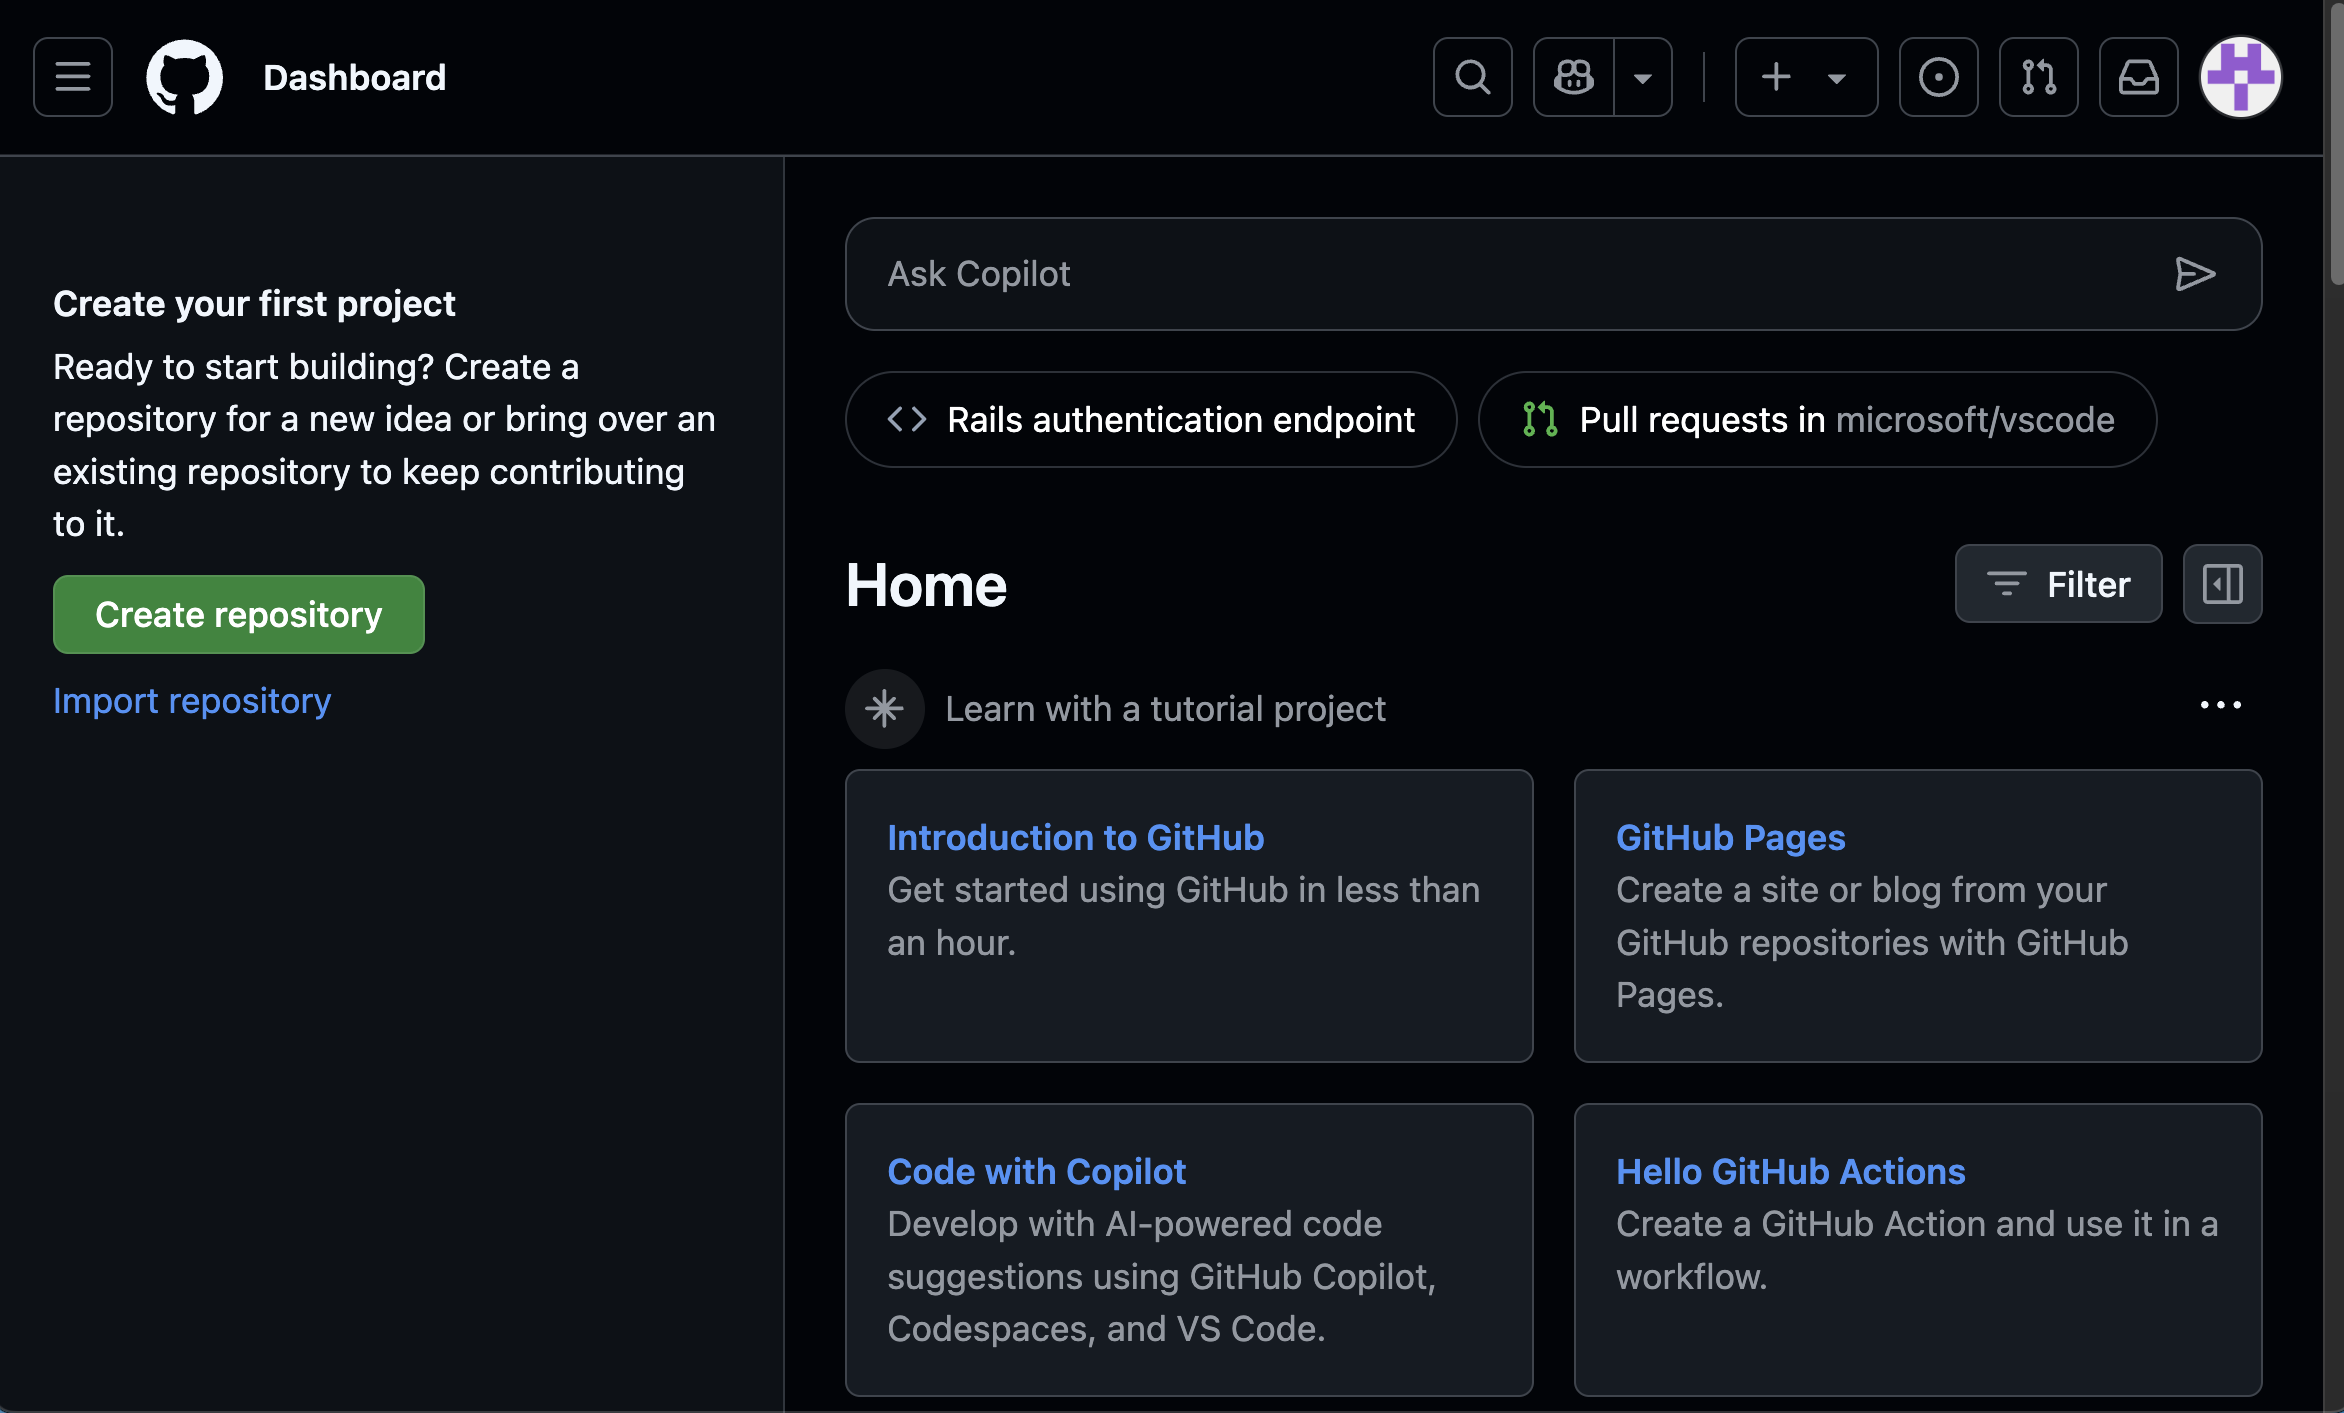 Dashboard
Create your first project
Ready to start building? Create a
repository for a new idea or bring over an
existing repository to keep contributing
to it.
Create repository
Import repository
Ask Copilot
Rails authentication endpoint
Pull requests in microsoft/vscode
Home
Filter
Learn with a tutorial project
Introduction to GitHub
Get started using GitHub in less than
an hour.
GitHub Pages
Create a site or blog from your
GitHub repositories with GitHub
Pages.
Code with Copilot
Develop with AI-powered code
suggestions using GitHub Copilot,
Codespaces, and VS Code.
Hello GitHub Actions
Create a GitHub Action and use it in a
workflow.